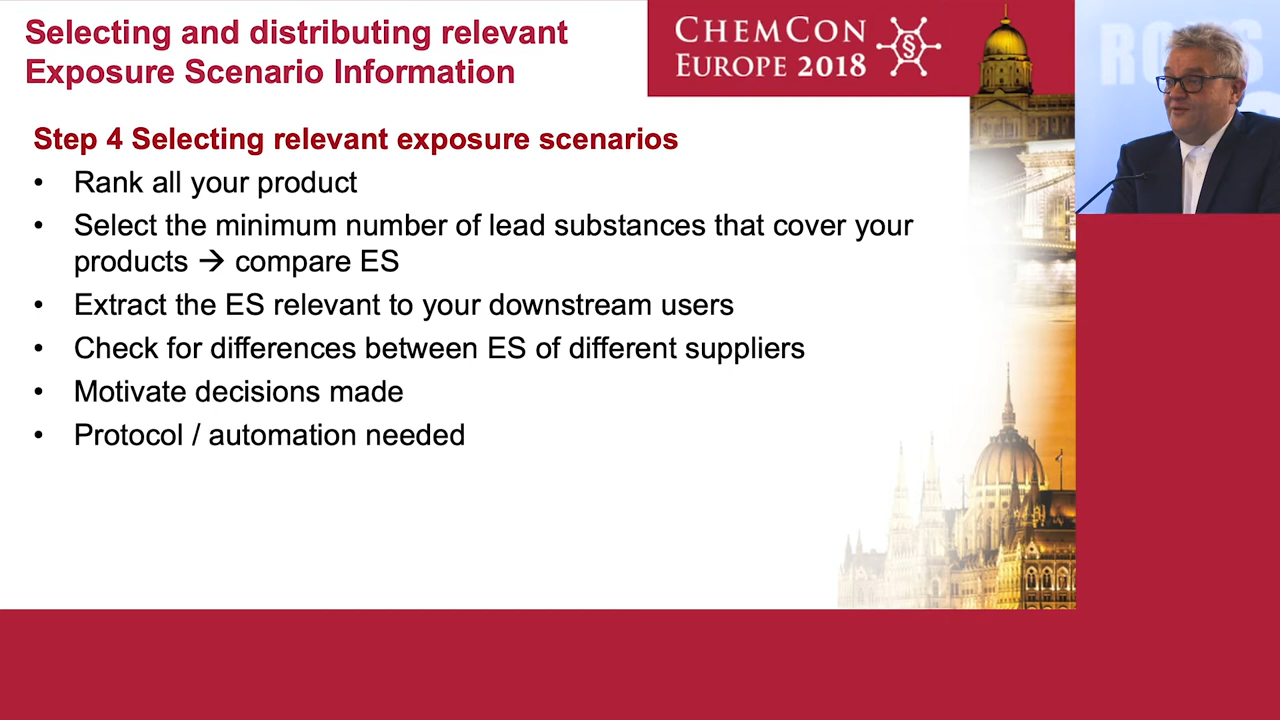 Selecting and distributing relevant
Exposure Scenario Information
CHEMCON
EUROPE 2018
§
Step 4 Selecting relevant exposure scenarios
• Rank all your product
• Select the minimum number of lead substances that cover your
products → compare ES
• Extract the ES relevant to your downstream users
• Check for differences between ES of different suppliers
• Motivate decisions made
• Protocol / automation needed